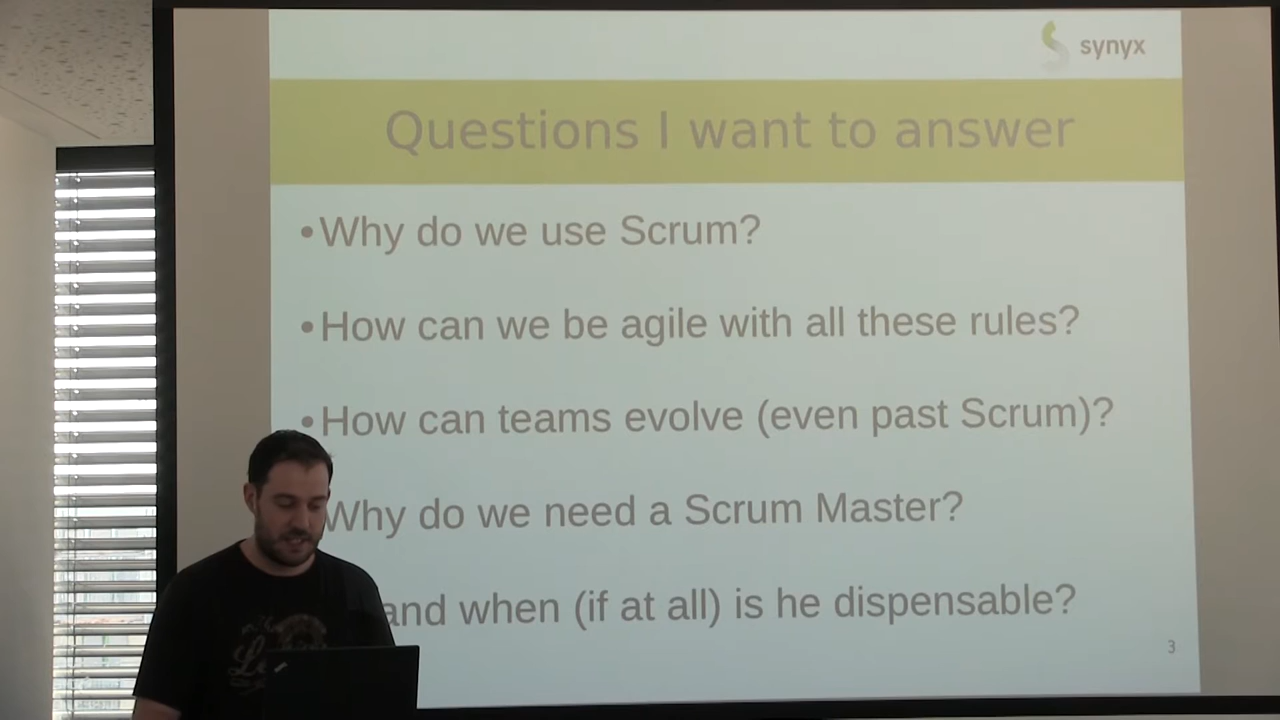 synyx
Questions I want to answer
•Why do we use Scrum?
•How can we be agile with all these rules?
•How can teams evolve (even past Scrum)?
Why do we need a Scrum Master?
and when (if at all) is he dispensable?
3